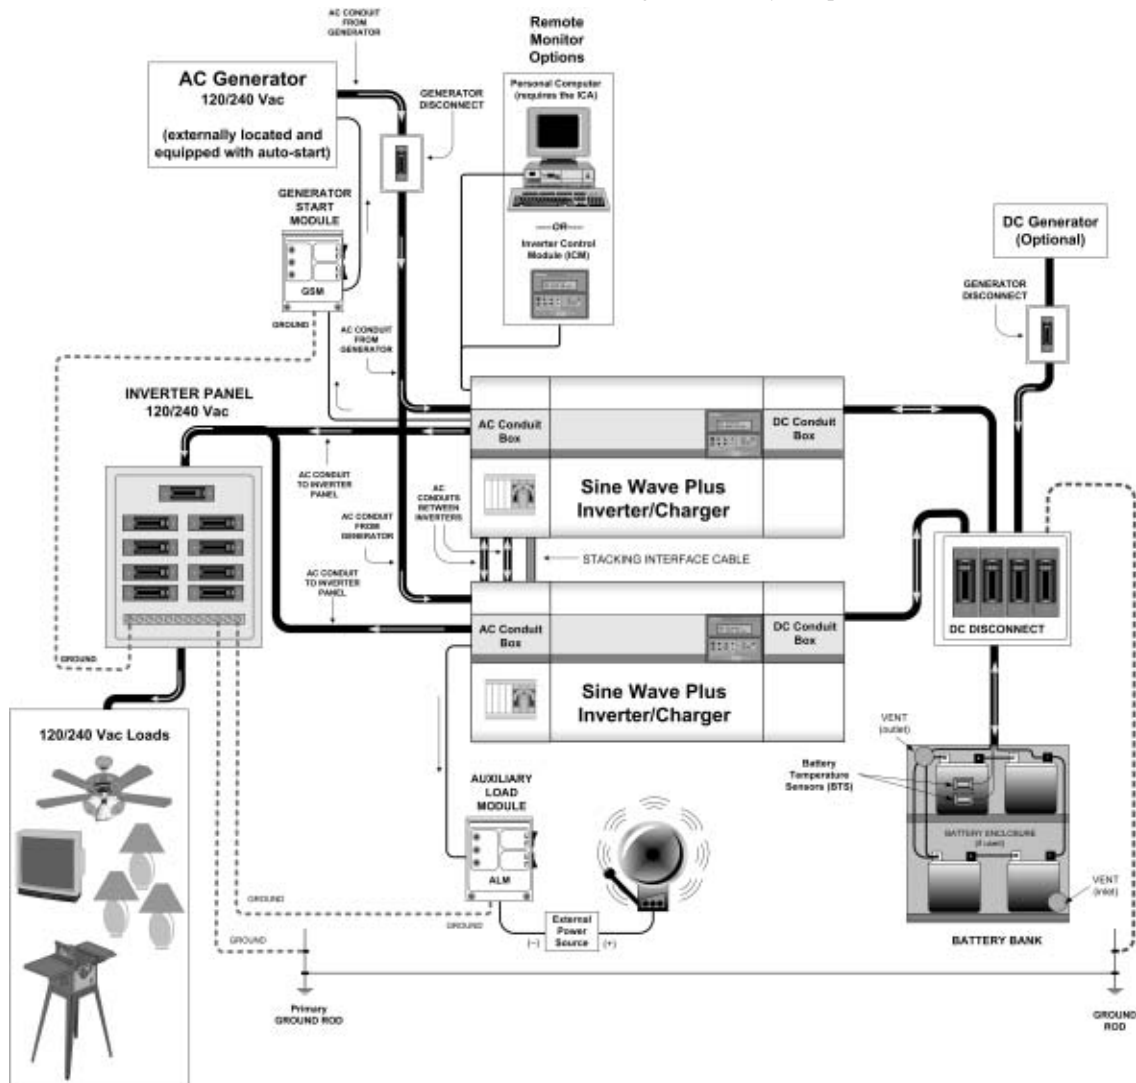 AC CONDUIT
FROM
GENERATOR
Remote
Monitor
Options
AC Generator
120/240 Vac
(externally located and
equipped with auto-start)
GENERATOR
DISCONNECT
Personal Computer
(requires the ICA)
OR
Inverter Control
Module (ICM)
GENERATOR
START
MODULE
GSM
GROUND
AC CONDUIT
FROM
GENERATOR
DC Generator
(Optional)
GENERATOR
DISCONNECT
INVERTER PANEL
120/240 Vac
AC Conduit
Box
DC Conduit
Box
Sine Wave Plus
Inverter/Charger
AC CONDUIT
TO INVERTER
PANEL
AC
CONDUITS
BETWEEN
INVERTERS
AC CONDUIT
FROM
GENERATOR
STACKING INTERFACE CABLE
AC CONDUIT
TO INVERTER
PANEL
AC Conduit
Box
DC Conduit
Box
Sine Wave Plus
Inverter/Charger
DC DISCONNECT
GROUND
120/240 Vac Loads
VENT
(outlet)
Battery
Temperature
Sensors (BTS)
BATTERY ENCLOSURE
(if used)
VENT
(inlet)
BATTERY BANK
AUXILIARY
LOAD
MODULE
ALM
GROUND
GROUND
GROUND
(–)
External
Power
Source
(+)
Primary
GROUND ROD
GROUND
ROD